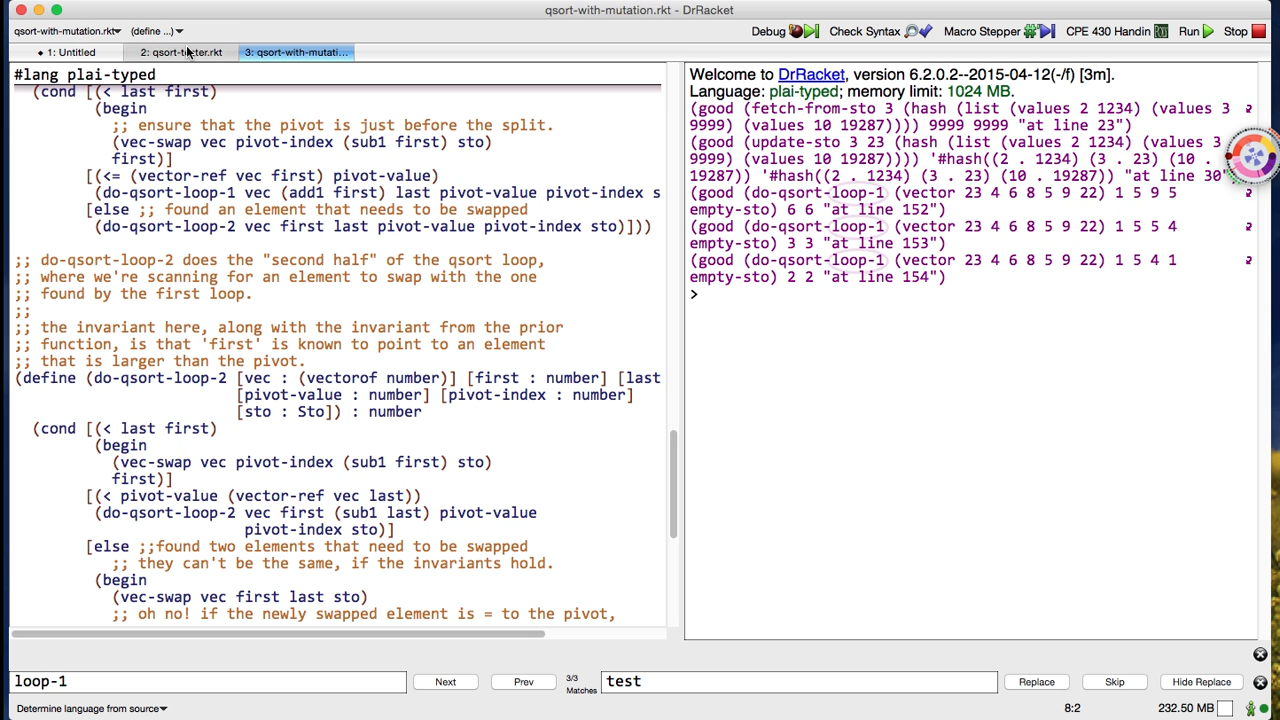 qsort-with-mutation.rkt - DrRacket
qsort-with-mutation.rkt▾ (define ...)▾ Debug Check Syntax Macro Stepper CPE 430 Handin Run Stop
1: Untitled 2: qsort-tester.rkt 3: qsort-with-mutati...
#lang plai-typed
(cond [(< last first)
(begin
;; ensure that the pivot is just before the split.
(vec-swap vec pivot-index (sub1 first) sto)
first)]
[(<= (vector-ref vec first) pivot-value)
(do-qsort-loop-1 vec (add1 first) last pivot-value pivot-index s
[else ;; found an element that needs to be swapped
(do-qsort-loop-2 vec first last pivot-value pivot-index sto)]))
;; do-qsort-loop-2 does the "second half" of the qsort loop,
;; where we're scanning for an element to swap with the one
;; found by the first loop.
;;
;; the invariant here, along with the invariant from the prior
;; function, is that 'first' is known to point to an element
;; that is larger than the pivot.
(define (do-qsort-loop-2 [vec : (vectorof number)] [first : number] [last
[pivot-value : number] [pivot-index : number]
[sto : Sto]) : number
(cond [(< last first)
(begin
(vec-swap vec pivot-index (sub1 first) sto)
first)]
[(< pivot-value (vector-ref vec last))
(do-qsort-loop-2 vec first (sub1 last) pivot-value
pivot-index sto)]
[else ;;found two elements that need to be swapped
;; they can't be the same, if the invariants hold.
(begin
(vec-swap vec first last sto)
;; oh no! if the newly swapped element is = to the pivot,
Welcome to DrRacket, version 6.2.0.2--2015-04-12(-/f) [3m].
Language: plai-typed; memory limit: 1024 MB.
(good (fetch-from-sto 3 (hash (list (values 2 1234) (values 3
9999) (values 10 19287)))) 9999 9999 "at line 23")
(good (update-sto 3 23 (hash (list (values 2 1234) (values 3
9999) (values 10 19287)))) '#hash((2 . 1234) (3 . 23) (10 .
19287)) '#hash((2 . 1234) (3 . 23) (10 . 19287)) "at line 30"
(good (do-qsort-loop-1 (vector 23 4 6 8 5 9 22) 1 5 9 5
empty-sto) 6 6 "at line 152")
(good (do-qsort-loop-1 (vector 23 4 6 8 5 9 22) 1 5 5 4
empty-sto) 3 3 "at line 153")
(good (do-qsort-loop-1 (vector 23 4 6 8 5 9 22) 1 5 4 1
empty-sto) 2 2 "at line 154")
>
loop-1 Next Prev 3/3 Matches test Replace Skip Hide Replace
Determine language from source▾ 8:2 232.50 MB